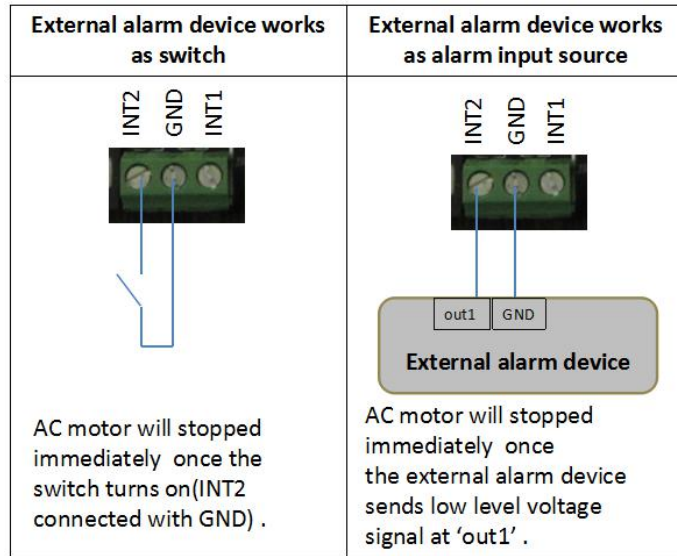 External alarm device works
as switch
External alarm device works
as alarm input source
INT2
GND
INT1
AC motor will stopped
immediately  once the
switch turns on(INT2
connected with GND) .
INT2
GND
INT1
out1
GND
External alarm device
AC motor will stopped
immediately  once
the external alarm device
sends low level voltage
signal at ‘out1’ .